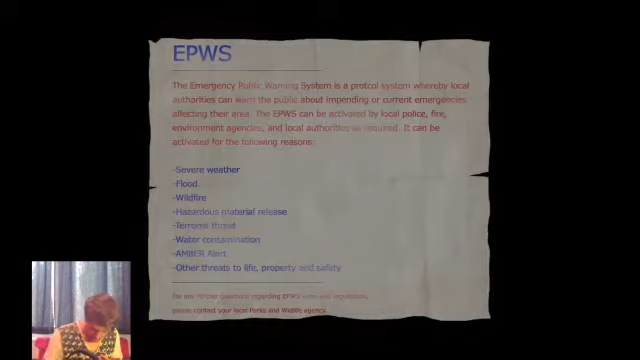 EPWS
The Emergency Public Warning System is a protcol system whereby local
authorities can warn the public about impending or current emergencies
affecting their area. The EPWS can be activated by local police, fire,
environment agencies, and local authorities as required. It can be
activated for the following reasons:
-Severe weather
-Flood
-Wildfire
-Hazardous material release
-Terrorist threat
-Water contamination
-AMBER Alert
-Other threats to life, property and safety
For any further questions regarding EPWS rules and regulations,
please contact your local Parks and Widlife agency.